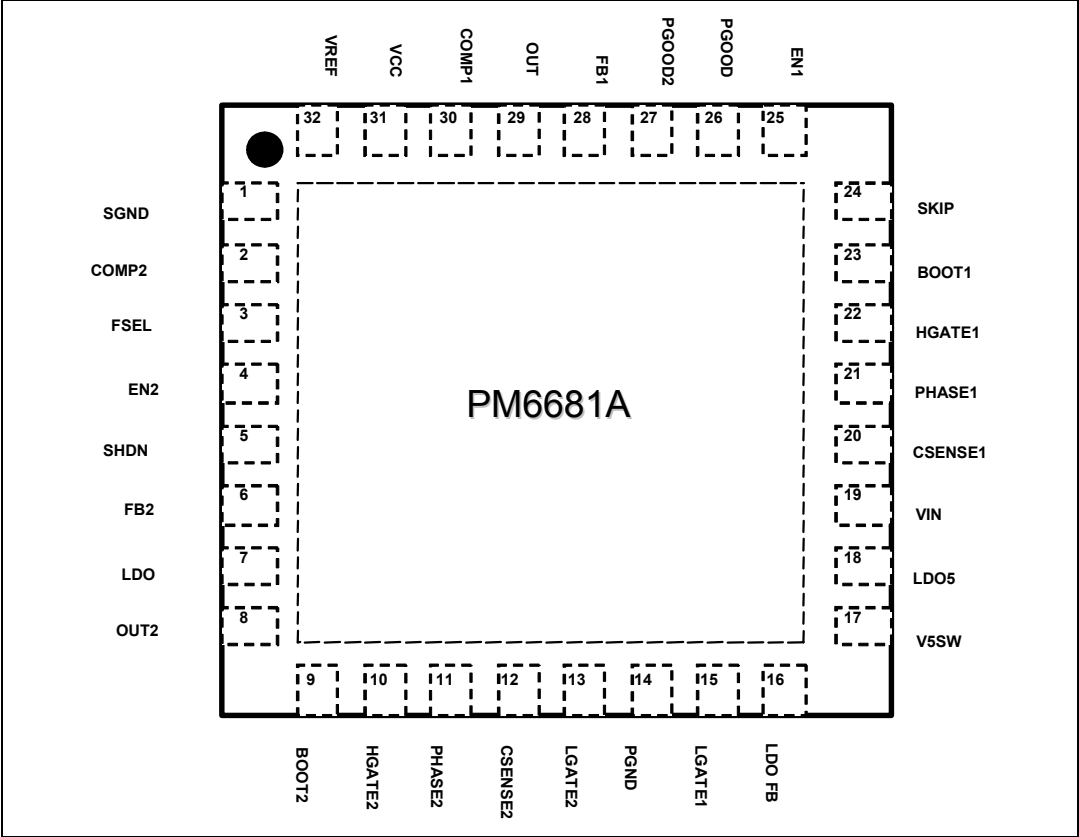 VREF
VCC
COMP1
OUT
FB1
PGOOD2
PGOOD
EN1
32
31
30
29
28
27
26
25
SGND
1
COMP2
2
FSEL
3
EN2
4
SHDN
5
FB2
6
LDO
7
OUT2
8
PM6681A
24
SKIP
23
BOOT1
22
HGATE1
21
PHASE1
20
CSENSE1
19
VIN
18
LDO5
17
V5SW
9
10
11
12
13
14
15
16
BOOT2
HGATE2
PHASE2
CSENSE2
LGATE2
PGND
LGATE1
LDO FB